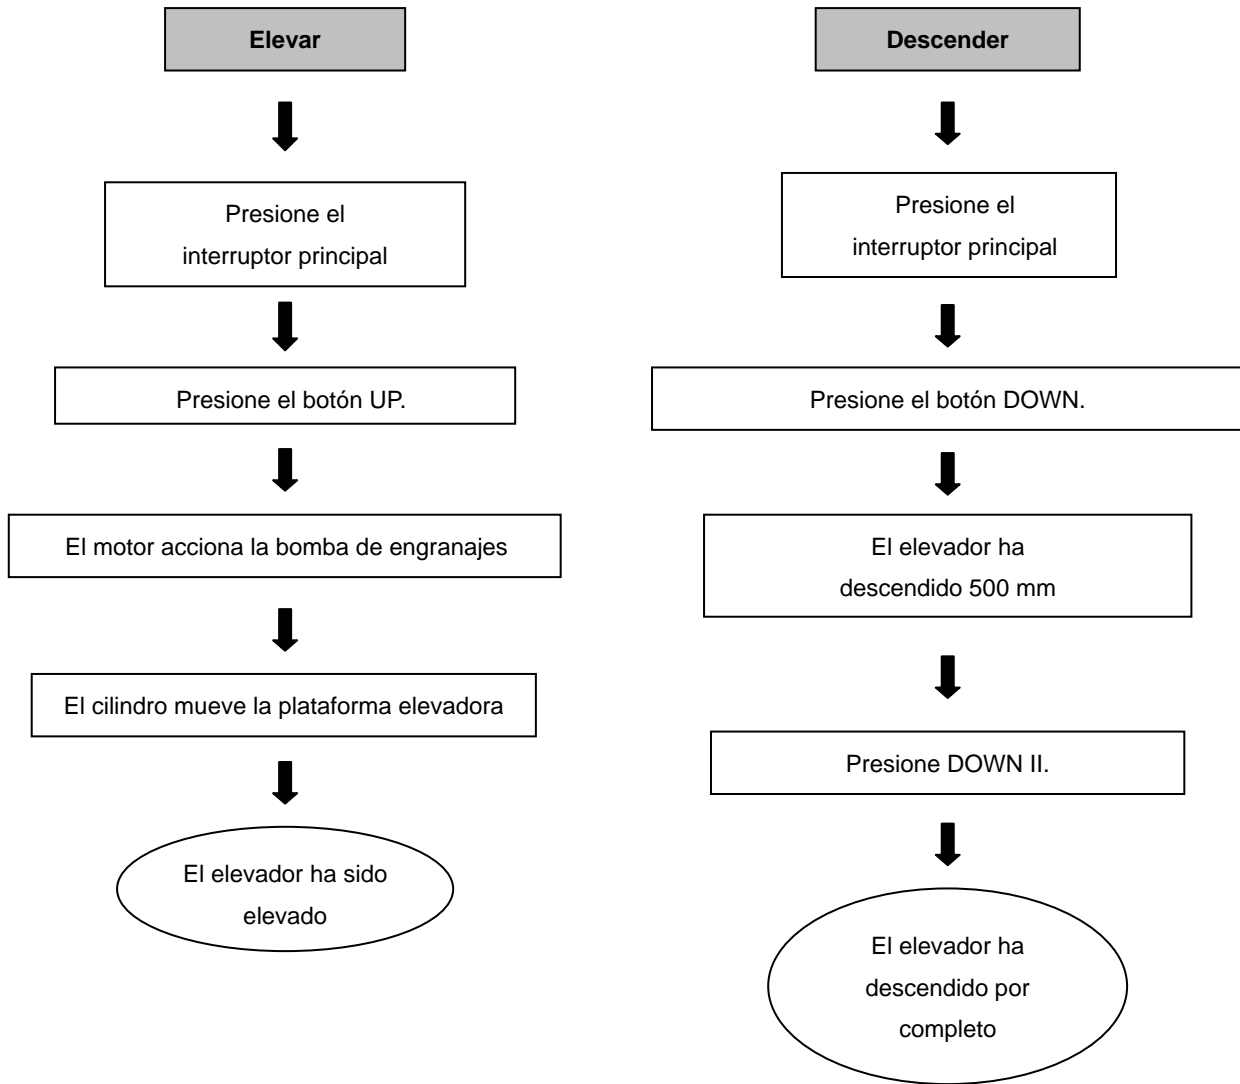 Elevar
Presione el
interruptor principal
Presione el botón UP.
El motor acciona la bomba de engranajes
El cilindro mueve la plataforma elevadora
El elevador ha sido
elevado
Descender
Presione el
interruptor principal
Presione el botón DOWN.
El elevador ha
descendido 500 mm
Presione DOWN II.
El elevador ha
descendido por
completo